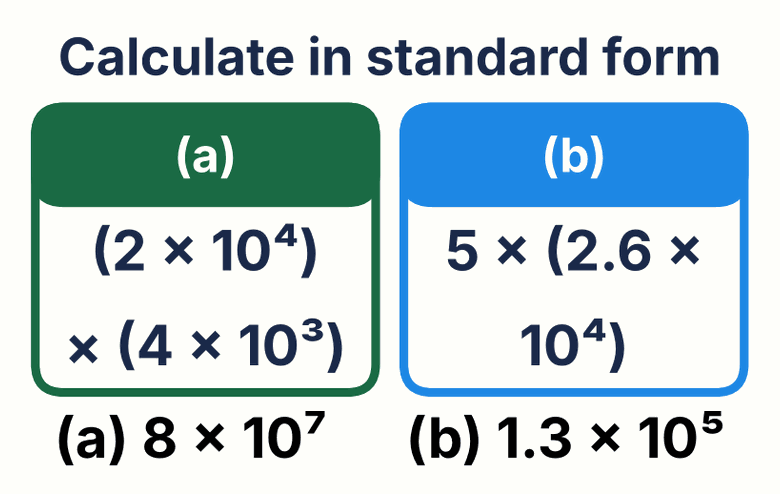 Calculate in standard form
(a)
(2 × 10⁴)
× (4 × 10³)
(b)
5 × (2.6 ×
10⁴)
(a) 8 × 10⁷
(b) 1.3 × 10⁵